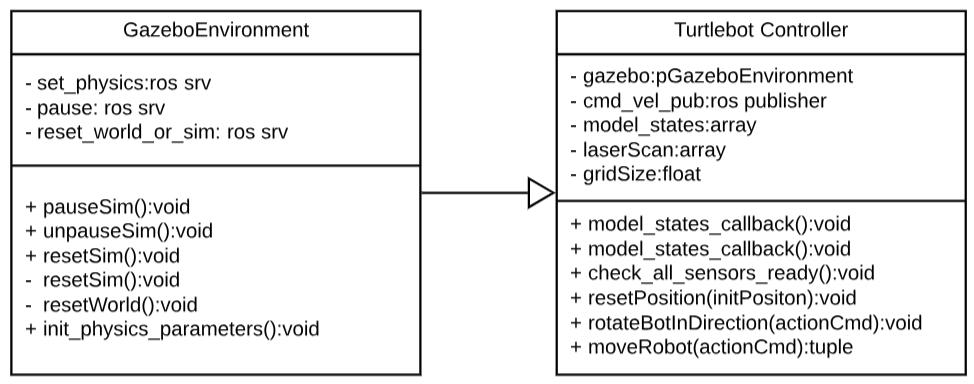 GazeboEnvironment
- set_physics:ros srv
- pause: ros srv
- reset_world_or_sim: ros srv
+ pauseSim():void
+ unpauseSim():void
+ resetSim():void
- resetSim():void
- resetWorld():void
+ init_physics_parameters():void
Turtlebot Controller
- gazebo:pGazeboEnvironment
- cmd_vel_pub:ros publisher
- model_states:array
- laserScan:array
- gridSize:float
+ model_states_callback():void
+ model_states_callback():void
+ check_all_sensors_ready():void
+ resetPosition(initPositon):void
+ rotateBotInDirection(actionCmd):void
+ moveRobot(actionCmd):tuple